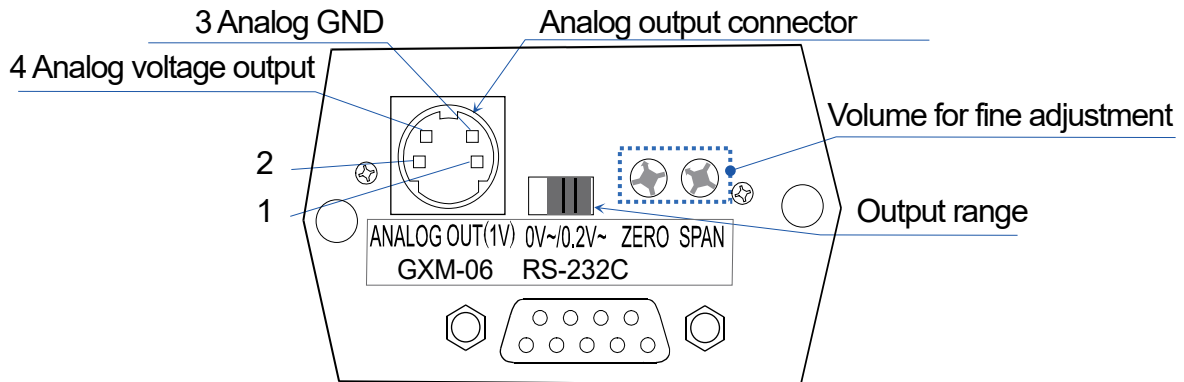 3 Analog GND
Analog output connector
4 Analog voltage output
Volume for fine adjustment
2
1
Output range
ANALOG OUT(1V) 0V~/0.2V~ ZERO SPAN
GXM-06 RS-232C